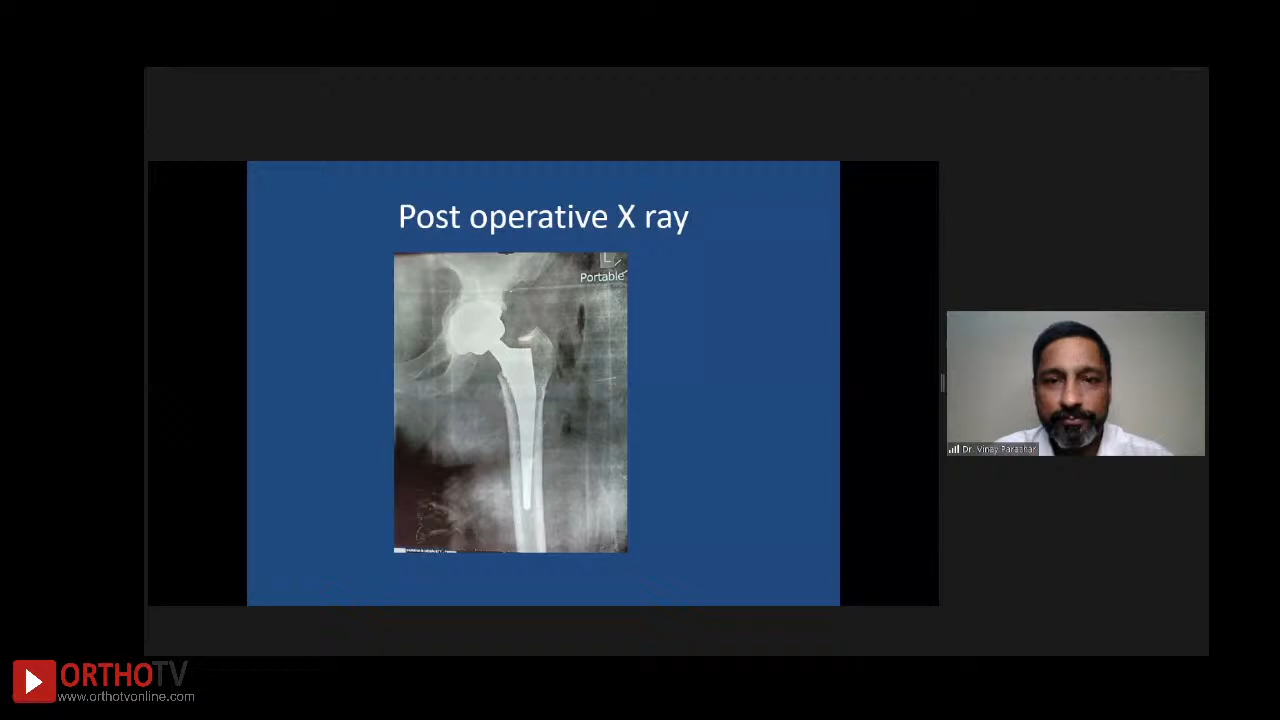 Post operative X ray
L
Portable
Dr. Vinay Parashar
ORTHOTV
www.orthotvonline.com